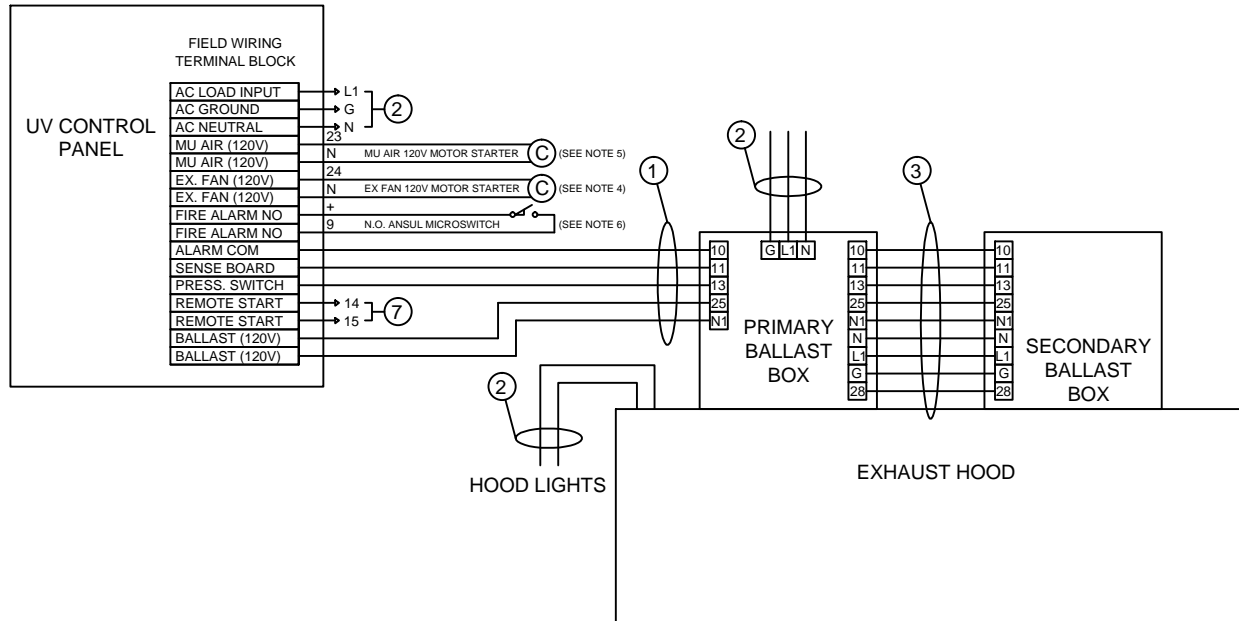 FIELD WIRING
TERMINAL BLOCK
UV CONTROL
PANEL
AC LOAD INPUT
AC GROUND
AC NEUTRAL
MU AIR (120V)
MU AIR (120V)
EX. FAN (120V)
EX. FAN (120V)
FIRE ALARM NO
FIRE ALARM NO
ALARM COM
SENSE BOARD
PRESS. SWITCH
REMOTE START
REMOTE START
BALLAST (120V)
BALLAST (120V)
L1
G
N
2
23
N MU AIR 120V MOTOR STARTER C (SEE NOTE 5)
24
N EX FAN 120V MOTOR STARTER C (SEE NOTE 4)
+
9 N.O. ANSUL MICROSWITCH (SEE NOTE 6)
14
15
7
1
2
3
G L1 N
10
11
13
25
N1
PRIMARY
BALLAST
BOX
10
11
13
25
N1
N
L1
G
28
10
11
13
25
N1
N
L1
G
28
SECONDARY
BALLAST
BOX
2
HOOD LIGHTS
EXHAUST HOOD